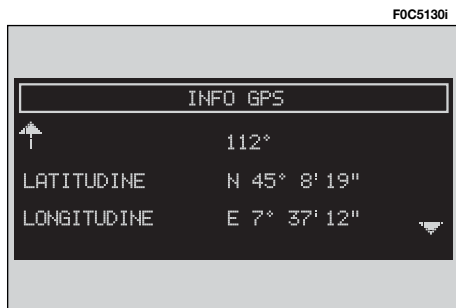 F0C5130i
INFO GPS
112°
LATITUDINE N 45° 8' 19"
LONGITUDINE E 7° 37' 12"